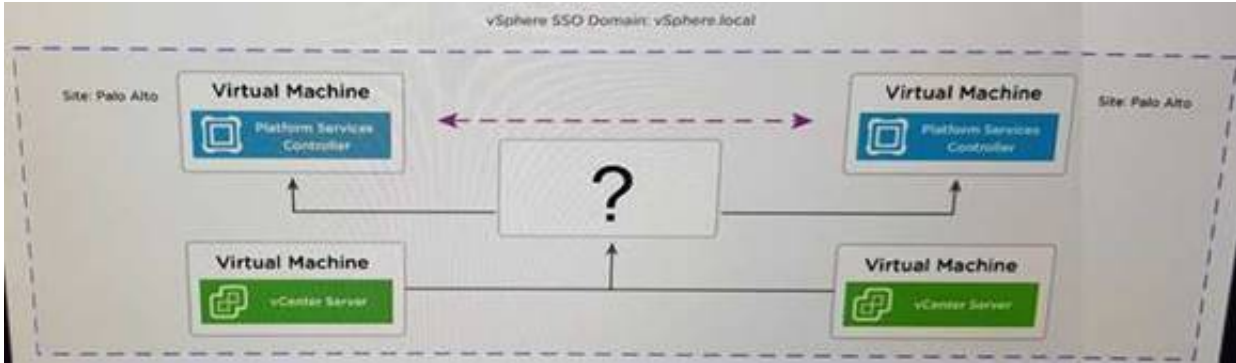 vSphere SSO Domain: vSphere.local
Site: Palo Alto
Virtual Machine
Platform Services
Controller
Virtual Machine
Platform Services
Controller
Site: Palo Alto
?
Virtual Machine
vCenter Server
Virtual Machine
vCenter Server